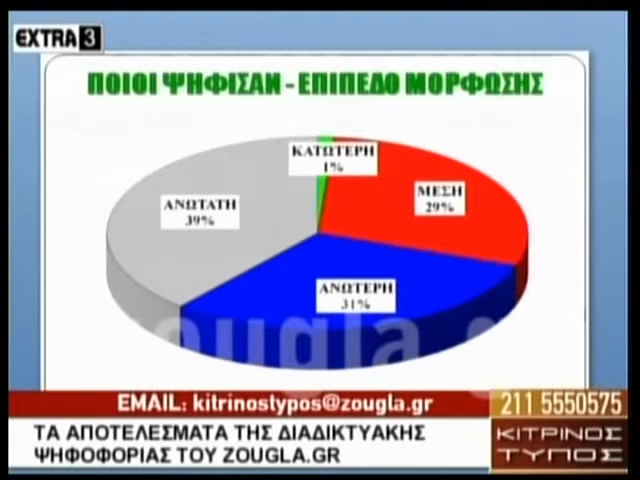 EXTRA 3
ΠΟΙΟΙ ΨΗΦΙΣΑΝ - ΕΠΙΠΕΔΟ ΜΟΡΦΩΣΗΣ
ΚΑΤΩΤΕΡΗ
1%
ΜΕΣΗ
29%
ΑΝΩΤΑΤΗ
39%
ΑΝΩΤΕΡΗ
31%
zougla.g
EMAIL: kitrinostypos@zougla.gr
211 5550575
ΤΑ ΑΠΟΤΕΛΕΣΜΑΤΑ ΤΗΣ ΔΙΑΔΙΚΤΥΑΚΗΣ
ΨΗΦΟΦΟΡΙΑΣ ΤΟΥ ZOUGLA.GR
ΚΙΤΡΙΝΟΣ
ΤΥΠΟΣ